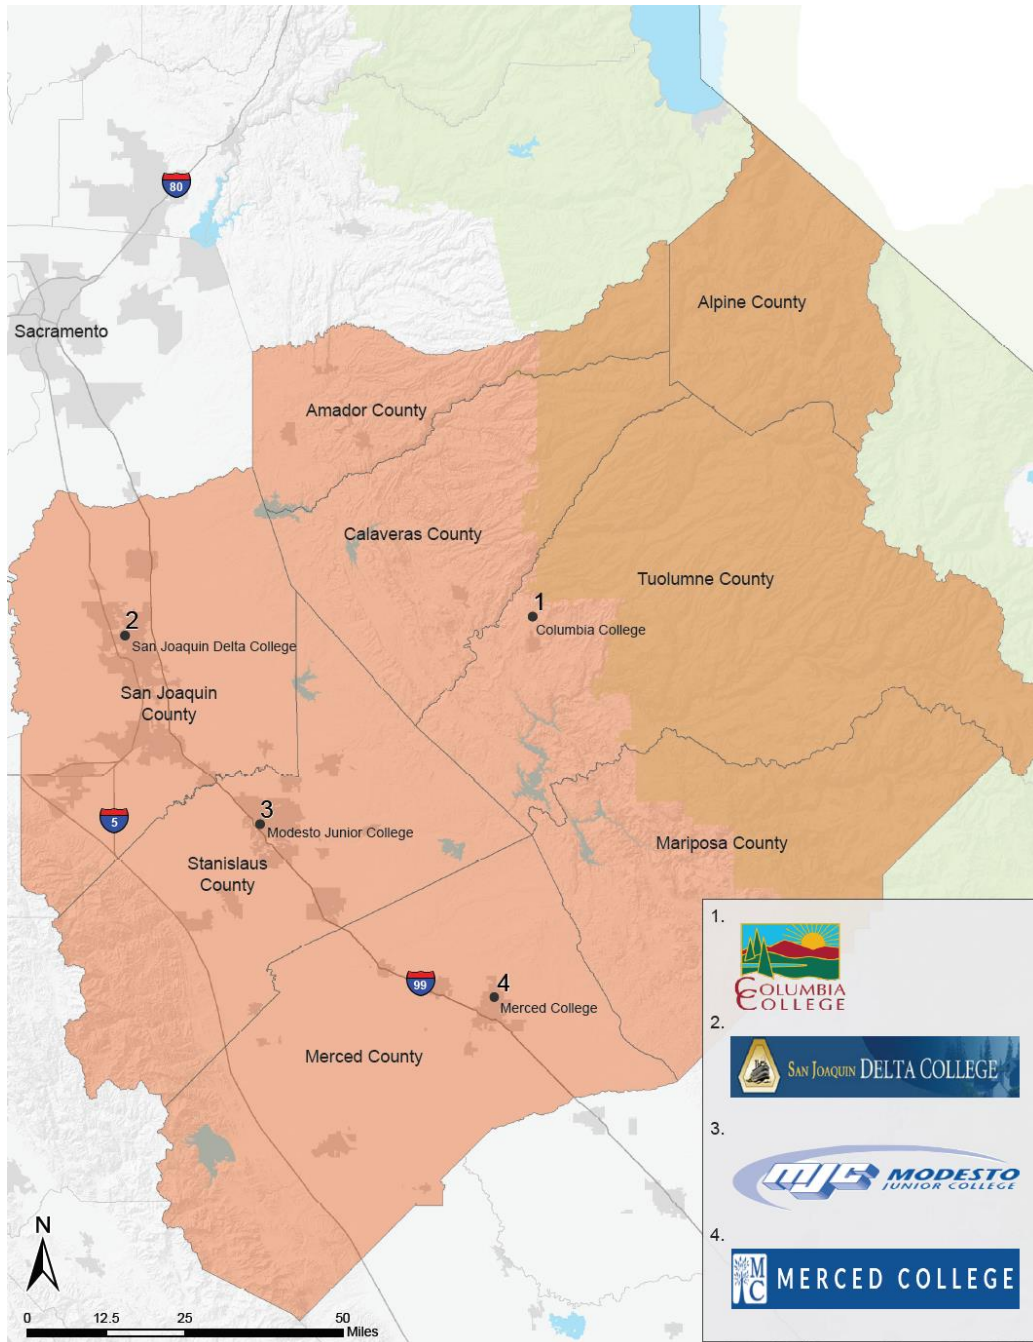 80
Sacramento
Alpine County
Amador County
Calaveras County
Tuolumne County
1
Columbia College
2
San Joaquin Delta College
San Joaquin
County
3
Modesto Junior College
5
Stanislaus
County
Mariposa County
99
4
Merced College
Merced County
1.
COLUMBIA
COLLEGE
2.
SAN JOAQUIN DELTA COLLEGE
3.
MJC MODESTO
JUNIOR COLLEGE
4.
MC MERCED COLLEGE
N
0 12.5 25 50
Miles